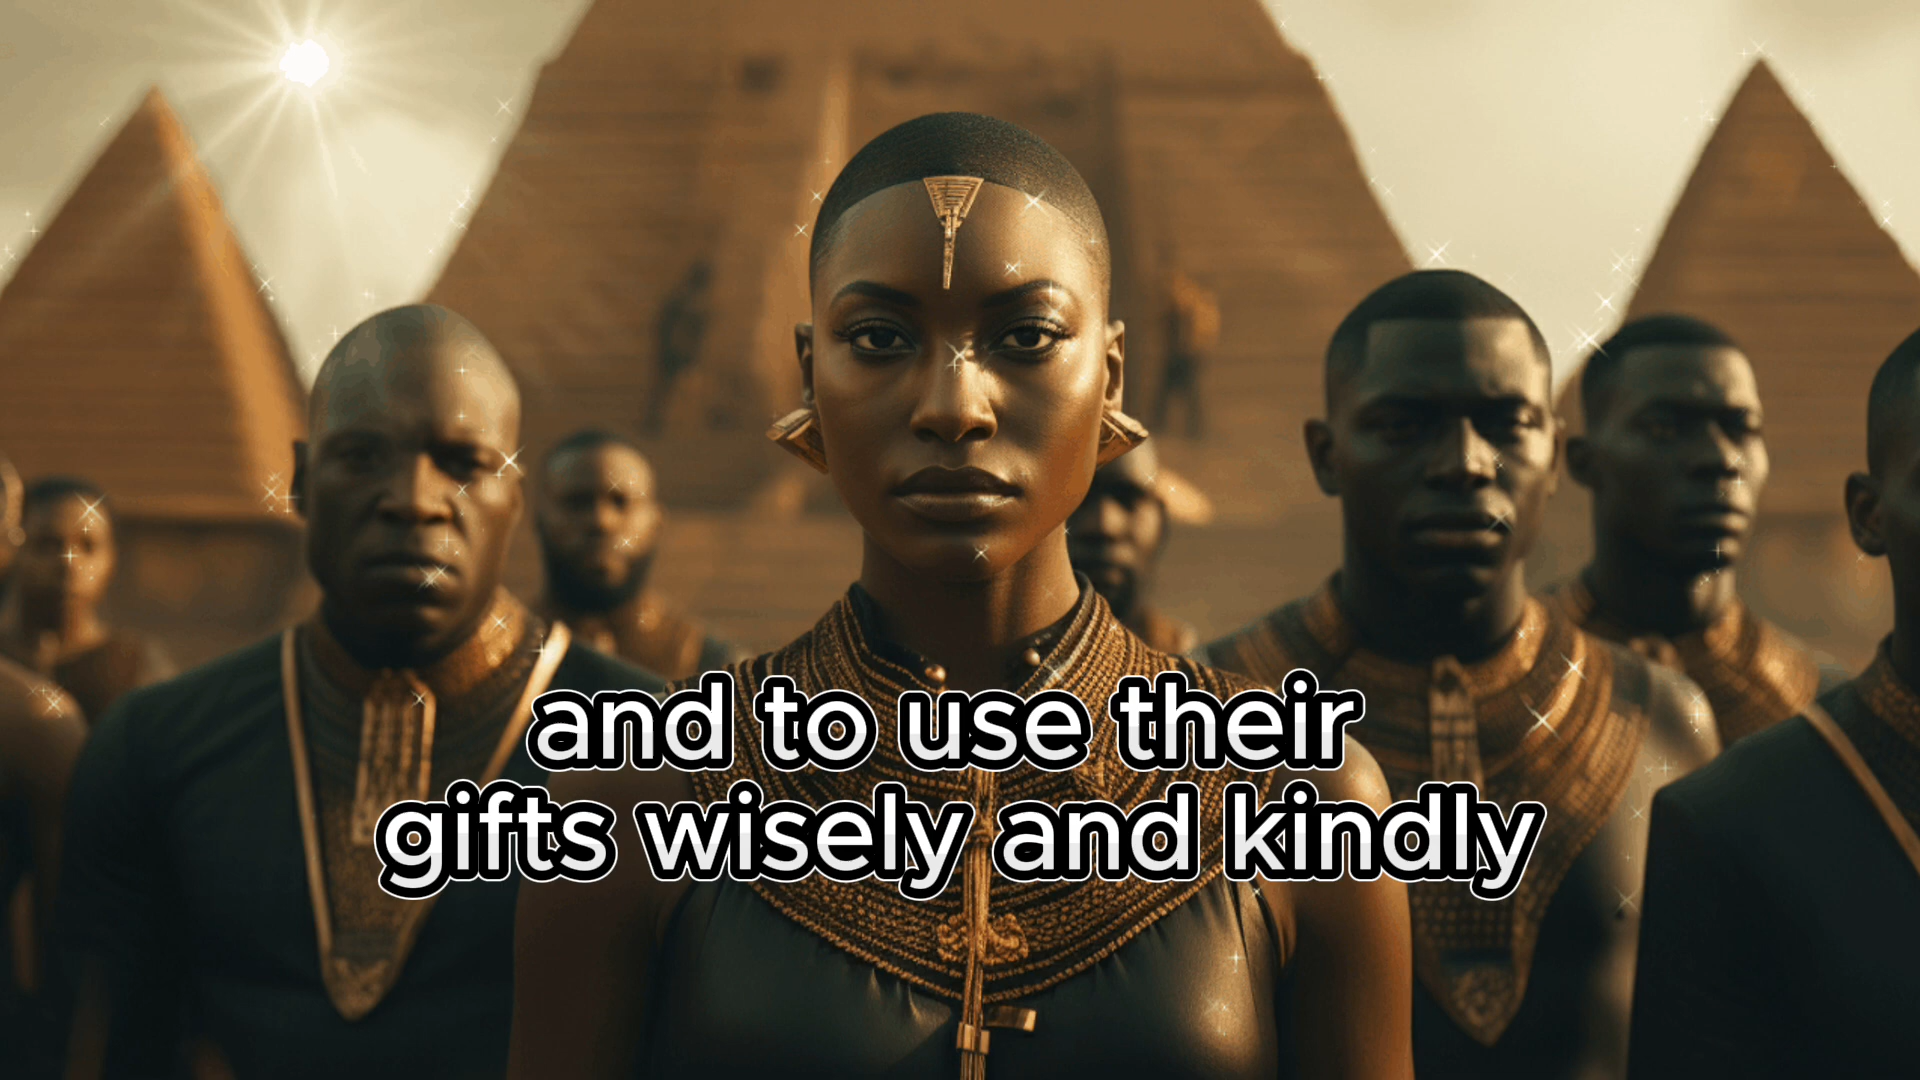 and to use their
gifts wisely and kindly